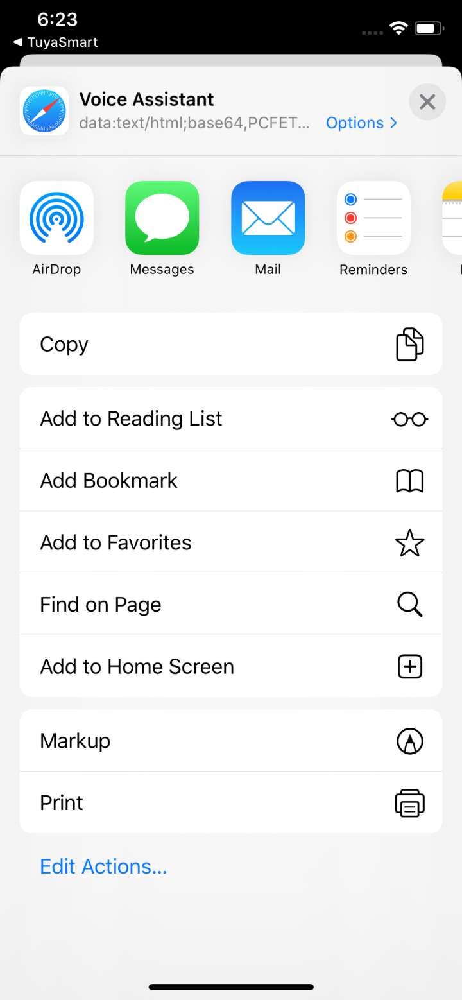 6:23
◀ TuyaSmart
Voice Assistant
data:text/html;base64,PCFET... Options >
AirDrop Messages Mail Reminders
Copy
Add to Reading List
Add Bookmark
Add to Favorites
Find on Page
Add to Home Screen
Markup
Print
Edit Actions...